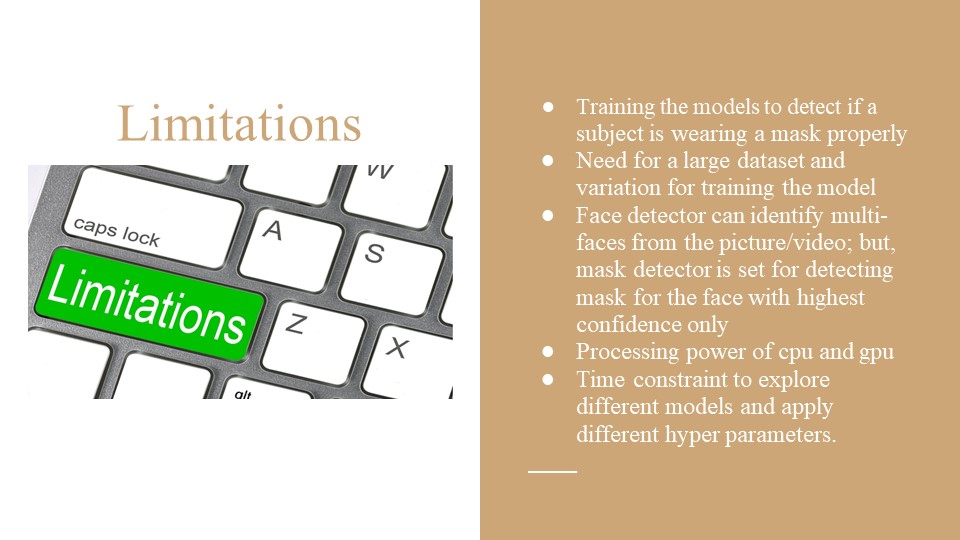 Limitations
W
caps lock
A
S
Limitations
Z
X
alt
● Training the models to detect if a
subject is wearing a mask properly
● Need for a large dataset and
variation for training the model
● Face detector can identify multi-
faces from the picture/video; but,
mask detector is set for detecting
mask for the face with highest
confidence only
● Processing power of cpu and gpu
● Time constraint to explore
different models and apply
different hyper parameters.